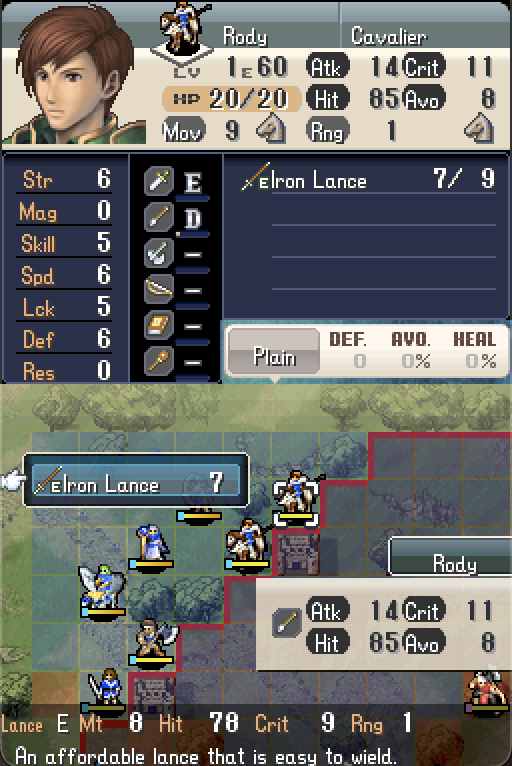 Rody Cavalier
LV 1 E 60 Atk 14 Crit 11
HP 20/20 Hit 85 Avo 8
Mov 9 Rng 1
Str 6 E E Iron Lance 7/ 9
Mag 0 D
Skill 5 –
Spd 6 –
Lck 5 –
Def 6 –
Res 0
Plain DEF. AVO. HEAL
0 0% 0%
E Iron Lance 7
Rody
Atk 14 Crit 11
Hit 85 Avo 8
Lance E Mt 8 Hit 78 Crit 9 Rng 1
An affordable lance that is easy to wield.